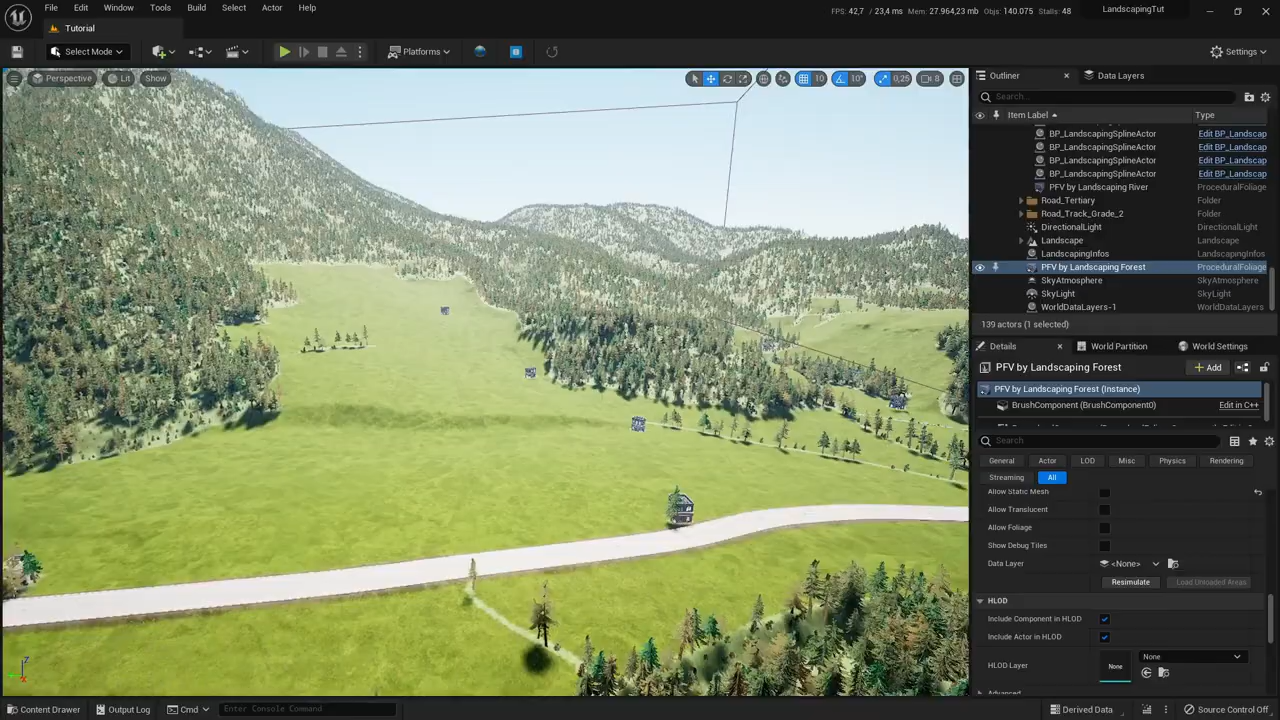 File Edit Window Tools Build Select Actor Help
FPS: 42,7 / 23,4 ms Mem: 27.964,23 mb Objs: 140.075 Stalls: 48
LandscapingTut
Tutorial
Select Mode
Platforms
Settings
Perspective Lit Show
10 10° 0,25 8
Outliner Data Layers
Search...
Item Label Type
BP_LandscapingSplineActor Edit BP_Landscap
BP_LandscapingSplineActor Edit BP_Landscap
BP_LandscapingSplineActor Edit BP_Landscap
BP_LandscapingSplineActor Edit BP_Landscap
PFV by Landscaping River ProceduralFoliage
Road_Tertiary Folder
Road_Track_Grade_2 Folder
DirectionalLight DirectionalLight
Landscape Landscape
LandscapingInfos LandscapingInfos
PFV by Landscaping Forest ProceduralFoliage
SkyAtmosphere SkyAtmosphere
SkyLight SkyLight
WorldDataLayers-1 WorldDataLayers
139 actors (1 selected)
Details World Partition World Settings
PFV by Landscaping Forest
Add
PFV by Landscaping Forest (Instance)
BrushComponent (BrushComponent0) Edit in C++
Search
General Actor LOD Misc Physics Rendering
Streaming All
Allow Static Mesh
Allow Translucent
Allow Foliage
Show Debug Tiles
Data Layer <None>
Resimulate Load Unloaded Areas
HLOD
Include Component in HLOD
Include Actor in HLOD
HLOD Layer None None
Advanced
Content Drawer Output Log Cmd Enter Console Command
Derived Data Source Control Off